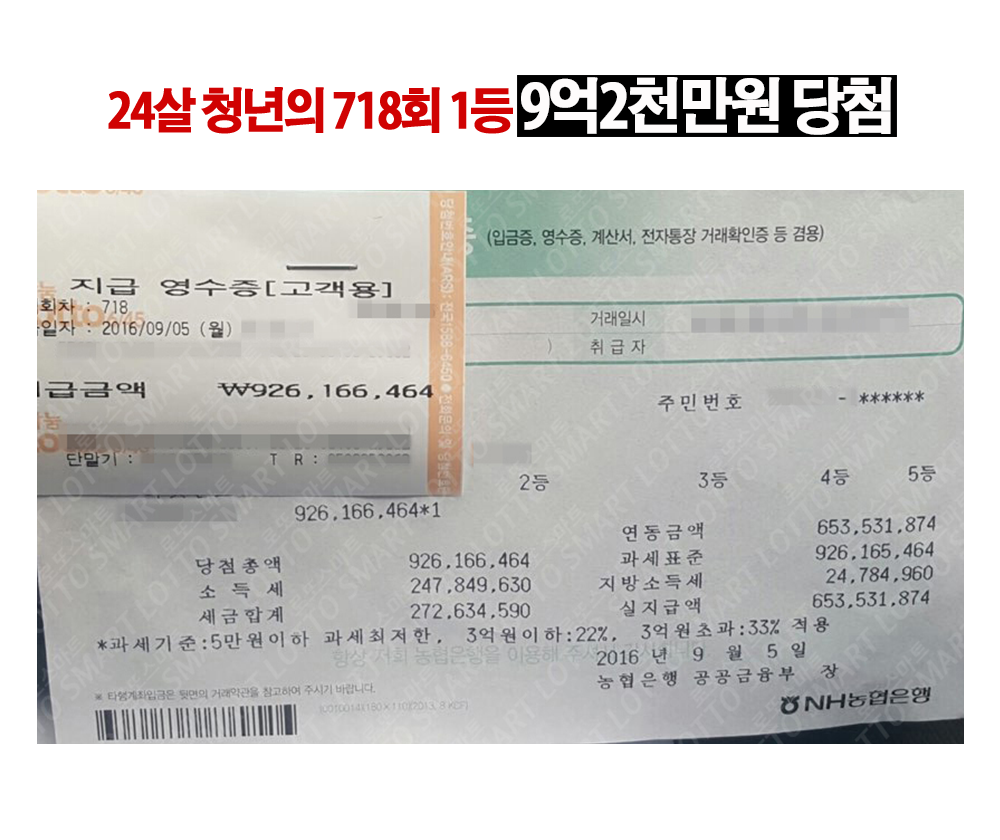 24살 청년의 718회 1등 9억2천만원 당첨
(입금증, 영수증, 계산서, 전자통장 거래확인증 등 겸용)
지급 영수증[고객용]
회차 : 718
일자 : 2016/09/05 (월)
급금액 ₩926,166,464
단말기 : T R :
거래일시
취급자
주민번호 - ******
2등 3등 4등 5등
926,166,464*1
연동금액 653,531,874
당첨총액 926,166,464 과세표준 926,165,464
소 득 세 247,849,630 지방소득세 24,784,960
세금합계 272,634,590 실지급액 653,531,874
*과세기준:5만원이하 과세최저한, 3억원이하:22%, 3억원초과:33% 적용
항상 저희 농협은행을 이용해 주셔서
2016 년 9 월 5 일
농협은행 공공금융부 장
※ 타행계좌입금은 뒷면의 거래약관을 참고하여 주시기 바랍니다.
NH농협은행